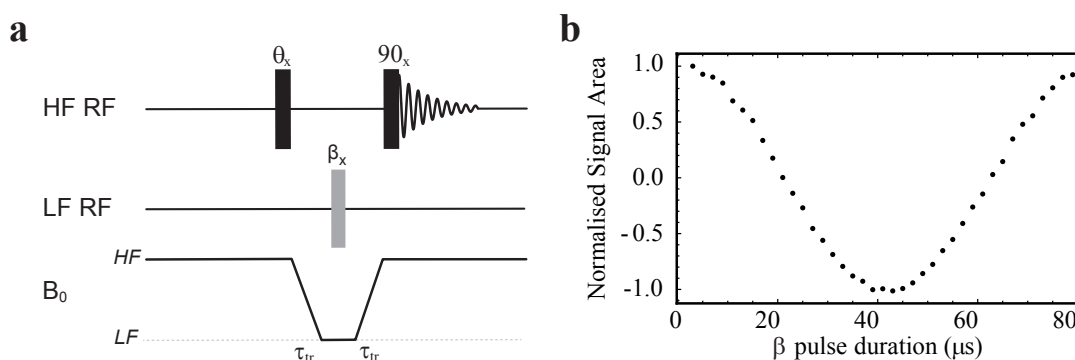 a
θx 90x
HF RF
βx
LF RF
HF
B0
LF
τtr τtr
b
Normalised Signal Area
1.0
0.5
0.0
-0.5
-1.0
0 20 40 60 80
β pulse duration (μs)